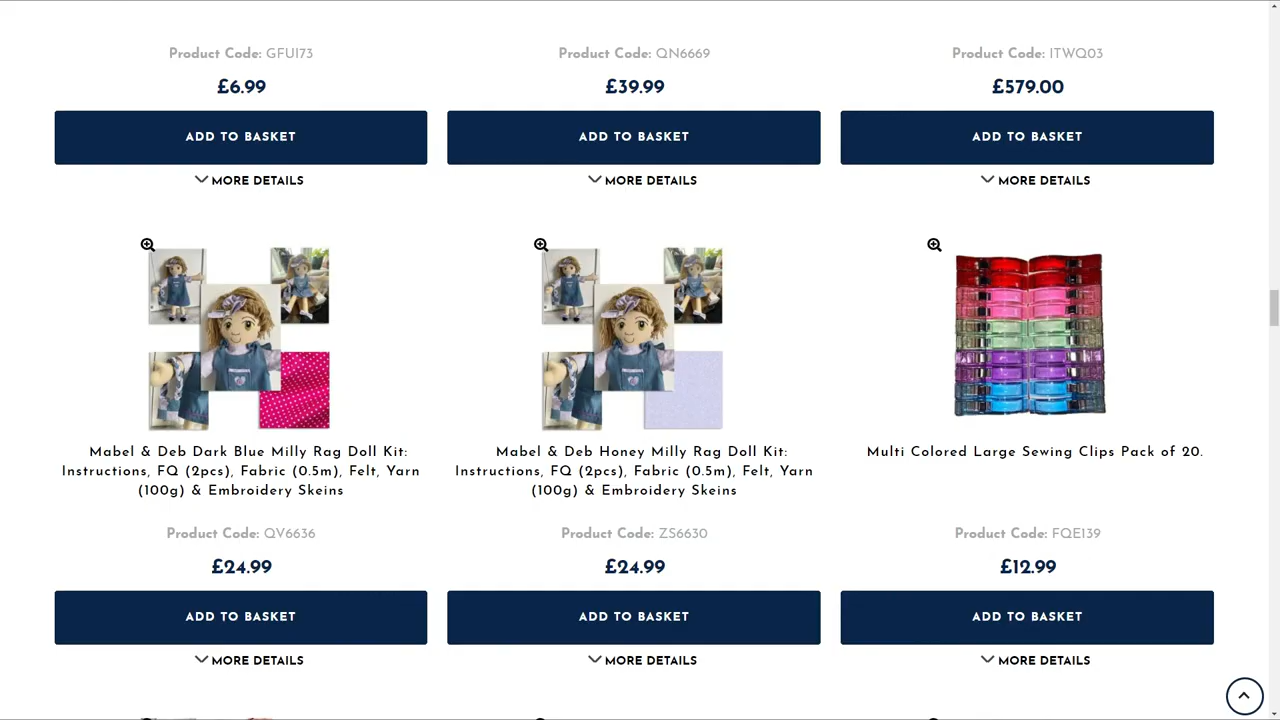 Product Code: GFUI73
£6.99
ADD TO BASKET
MORE DETAILS
Product Code: QN6669
£39.99
ADD TO BASKET
MORE DETAILS
Product Code: ITWQ03
£579.00
ADD TO BASKET
MORE DETAILS
Mabel & Deb Dark Blue Milly Rag Doll Kit:
Instructions, FQ (2pcs), Fabric (0.5m), Felt, Yarn
(100g) & Embroidery Skeins
Product Code: QV6636
£24.99
ADD TO BASKET
MORE DETAILS
Mabel & Deb Honey Milly Rag Doll Kit:
Instructions, FQ (2pcs), Fabric (0.5m), Felt, Yarn
(100g) & Embroidery Skeins
Product Code: ZS6630
£24.99
ADD TO BASKET
MORE DETAILS
Multi Colored Large Sewing Clips Pack of 20.
Product Code: FQE139
£12.99
ADD TO BASKET
MORE DETAILS